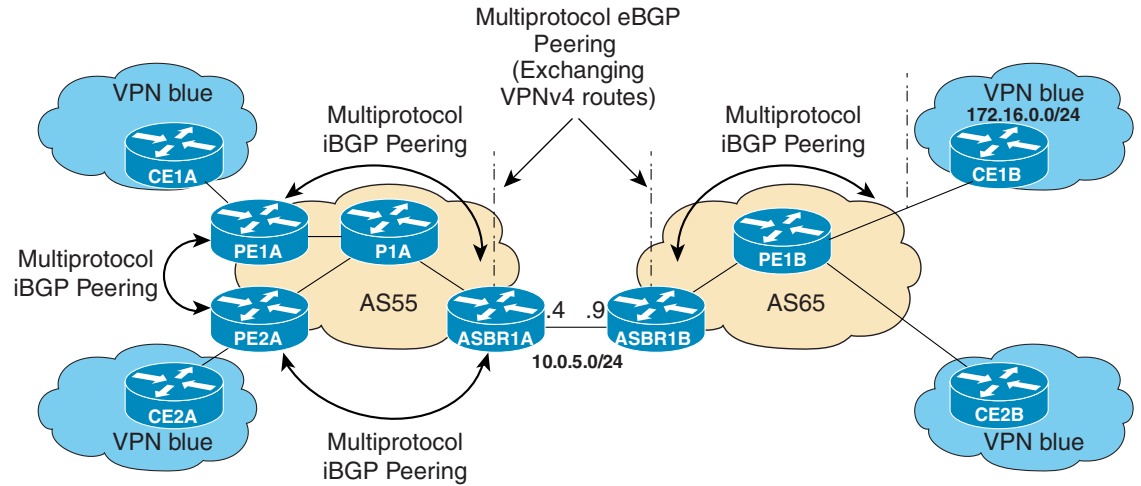 Multiprotocol eBGP
Peering
(Exchanging
VPNv4 routes)
VPN blue
CE1A
Multiprotocol
iBGP Peering
Multiprotocol
iBGP Peering
VPN blue
172.16.0.0/24
CE1B
PE1A
P1A
PE1B
Multiprotocol
iBGP Peering
AS55
AS65
PE2A
ASBR1A
.4
.9
ASBR1B
10.0.5.0/24
CE2A
VPN blue
CE2B
VPN blue
Multiprotocol
iBGP Peering